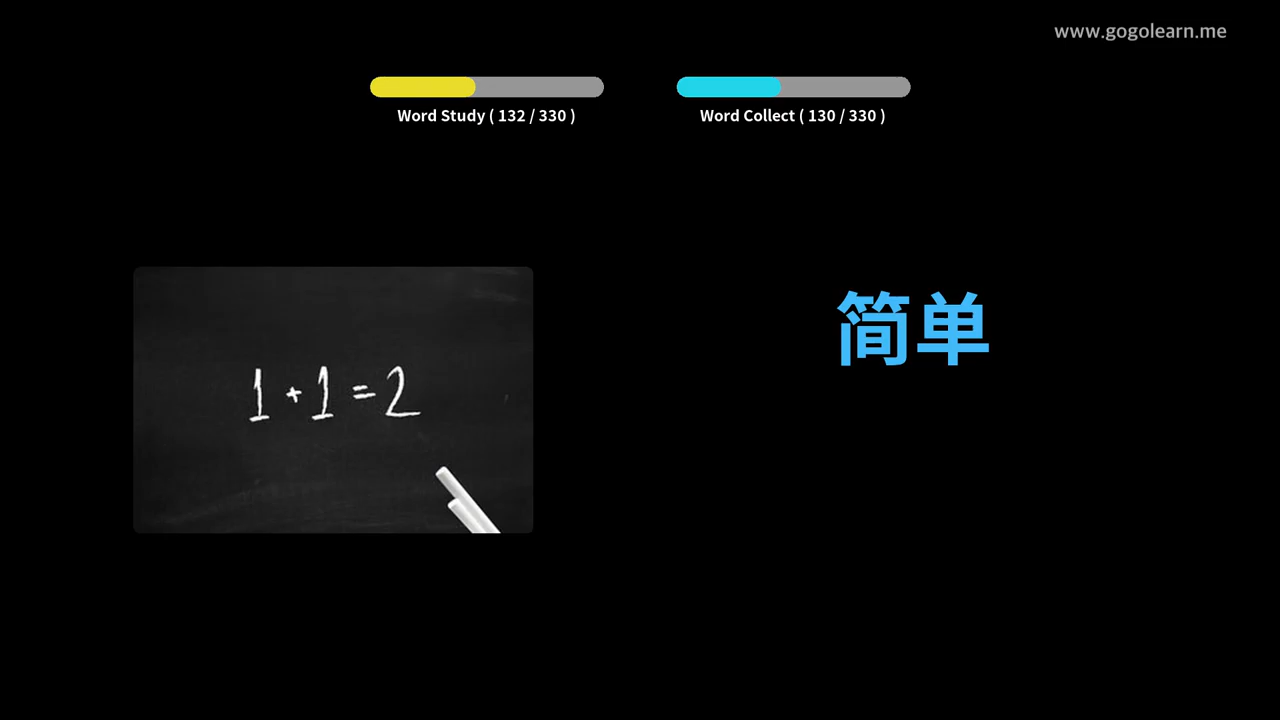 www.gogolearn.me
Word Study ( 132 / 330 )
Word Collect ( 130 / 330 )
简单
1 + 1 = 2